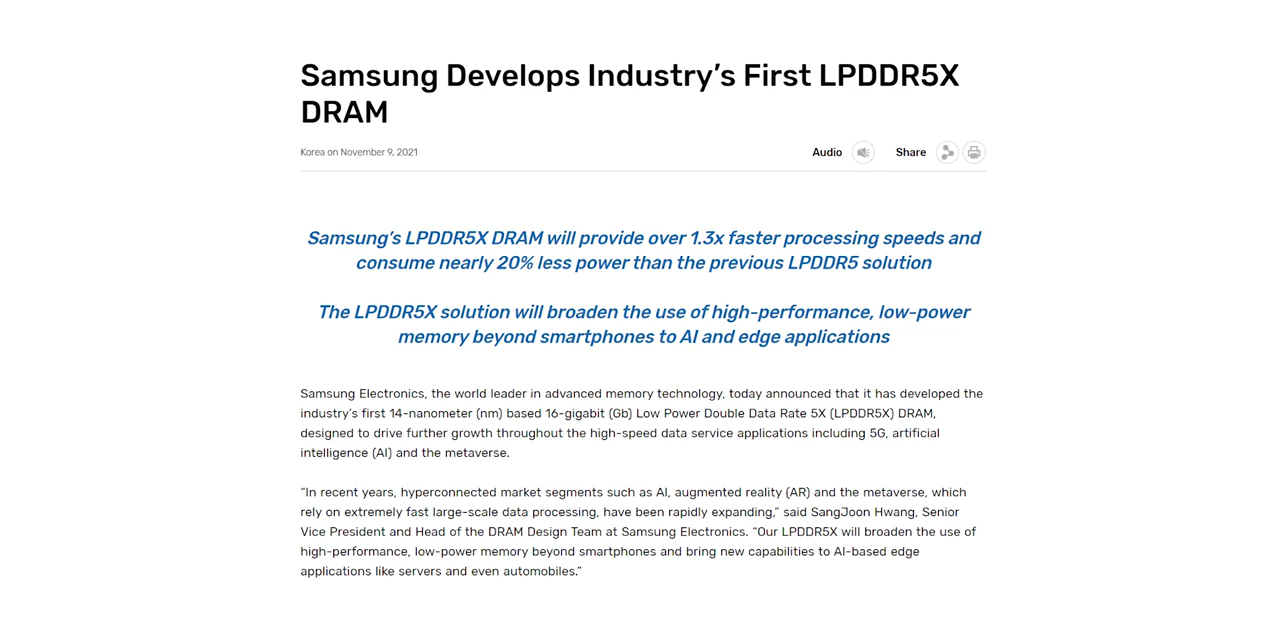 Samsung Develops Industry’s First LPDDR5X
DRAM
Korea on November 9, 2021
Audio
Share
Samsung’s LPDDR5X DRAM will provide over 1.3x faster processing speeds and
consume nearly 20% less power than the previous LPDDR5 solution
The LPDDR5X solution will broaden the use of high-performance, low-power
memory beyond smartphones to AI and edge applications
Samsung Electronics, the world leader in advanced memory technology, today announced that it has developed the
industry’s first 14-nanometer (nm) based 16-gigabit (Gb) Low Power Double Data Rate 5X (LPDDR5X) DRAM,
designed to drive further growth throughout the high-speed data service applications including 5G, artificial
intelligence (AI) and the metaverse.
“In recent years, hyperconnected market segments such as AI, augmented reality (AR) and the metaverse, which
rely on extremely fast large-scale data processing, have been rapidly expanding,” said SangJoon Hwang, Senior
Vice President and Head of the DRAM Design Team at Samsung Electronics. “Our LPDDR5X will broaden the use of
high-performance, low-power memory beyond smartphones and bring new capabilities to AI-based edge
applications like servers and even automobiles.”